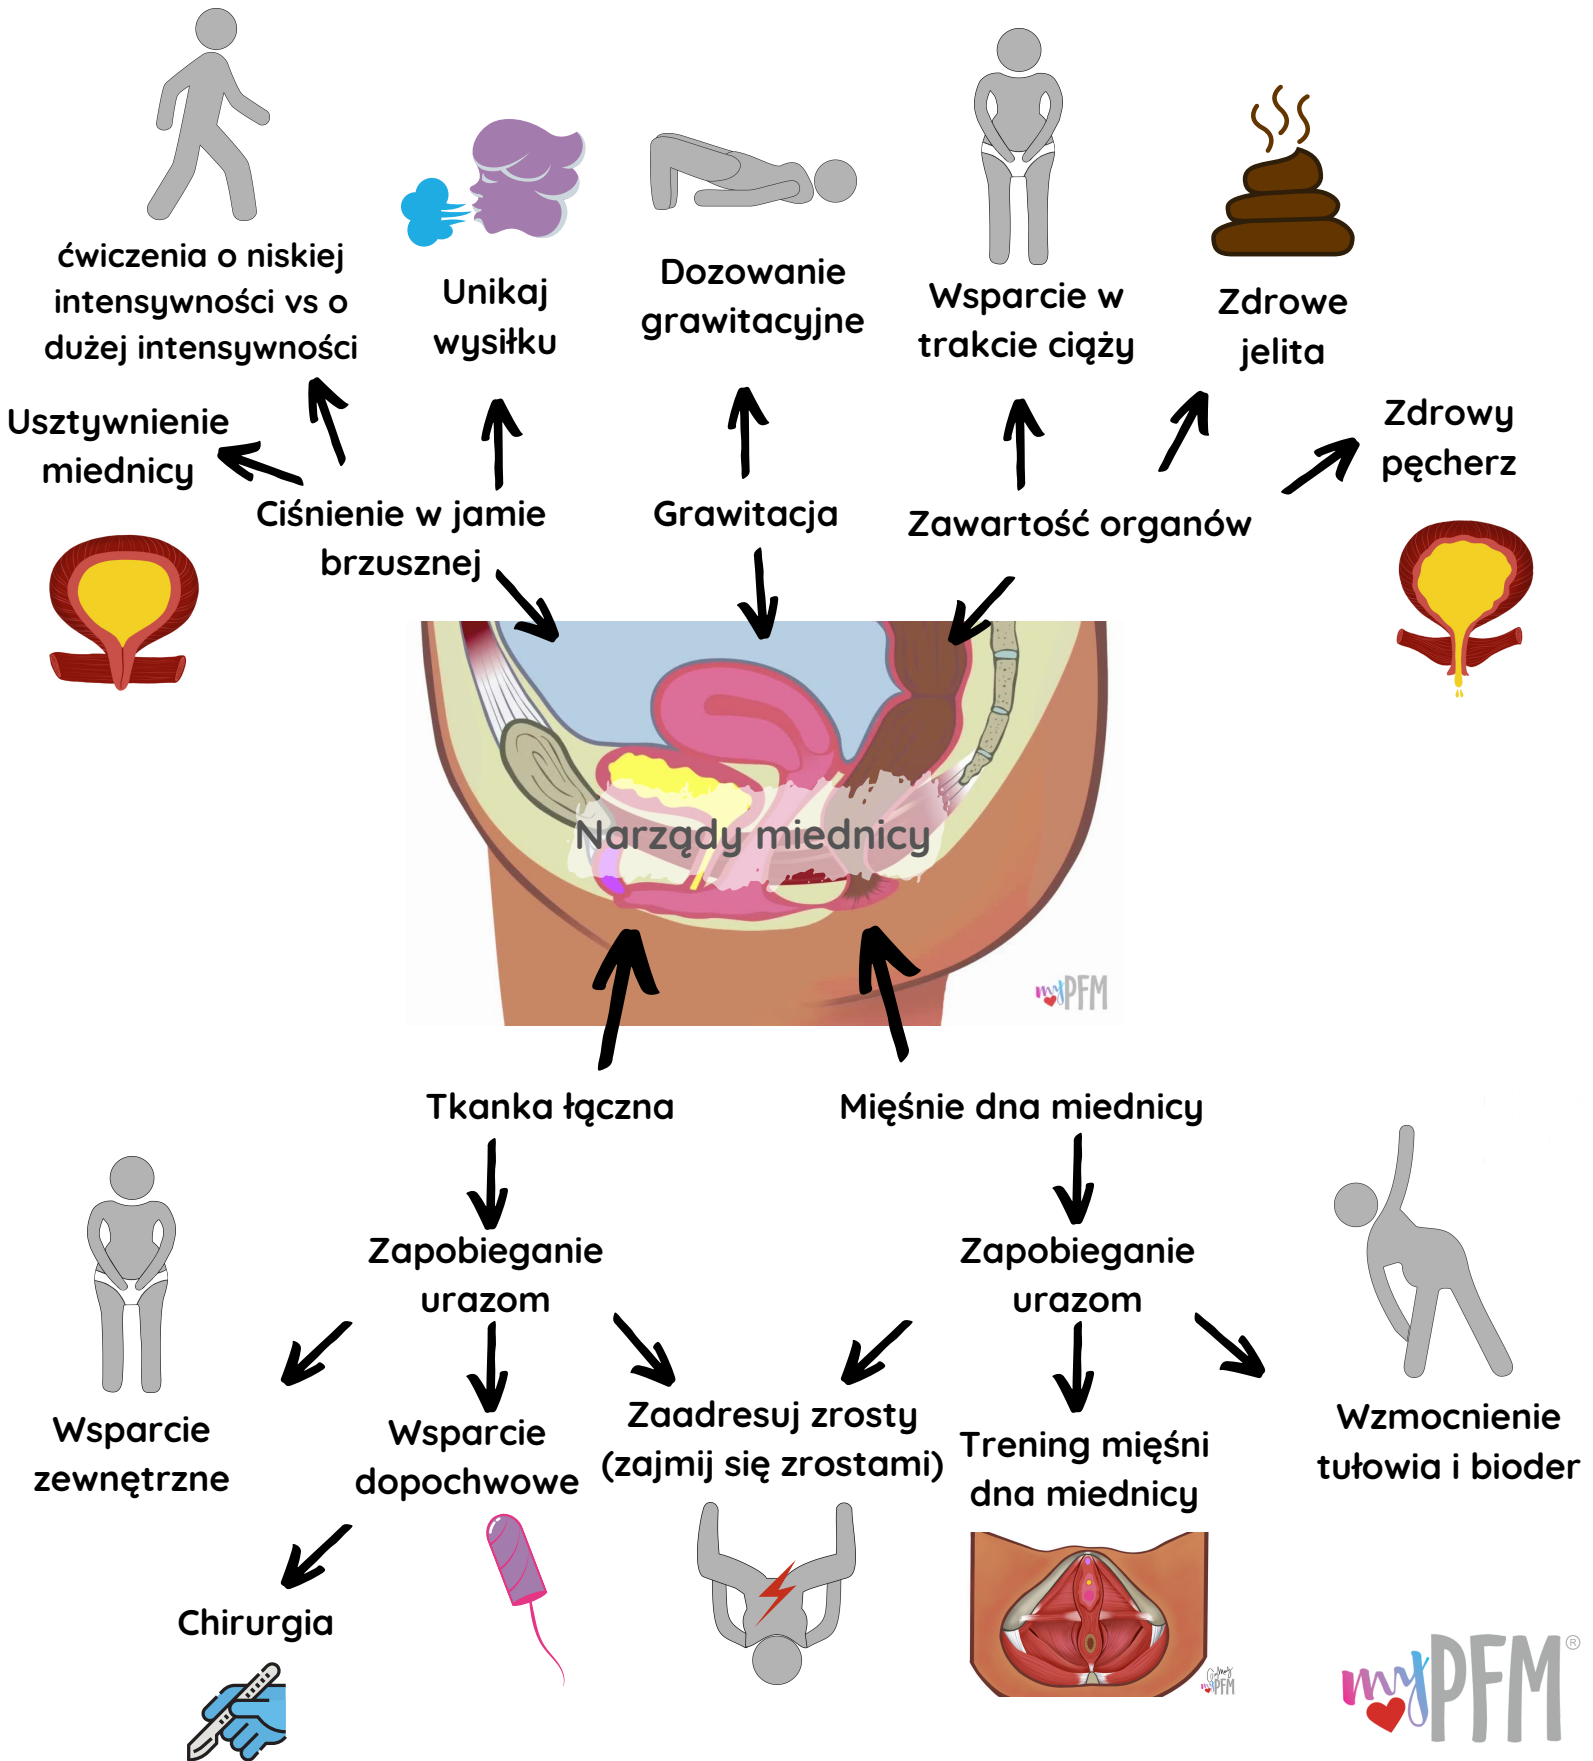 ćwiczenia o niskiej
intensywności vs o
dużej intensywności
Unikaj
wysiłku
Dozowanie
grawitacyjne
Wsparcie w
trakcie ciąży
Zdrowe
jelita
Usztywnienie
miednicy
Zdrowy
pęcherz
Ciśnienie w jamie
brzusznej
Grawitacja
Zawartość organów
Narządy miednicy
myPFM
Tkanka łączna
Mięśnie dna miednicy
Zapobieganie
urazom
Zapobieganie
urazom
Wsparcie
zewnętrzne
Wsparcie
dopochwowe
Zaadresuj zrosty
(zajmij się zrostami)
Trening mięśni
dna miednicy
Wzmocnienie
tułowia i bioder
Chirurgia
myPFM
myPFM®